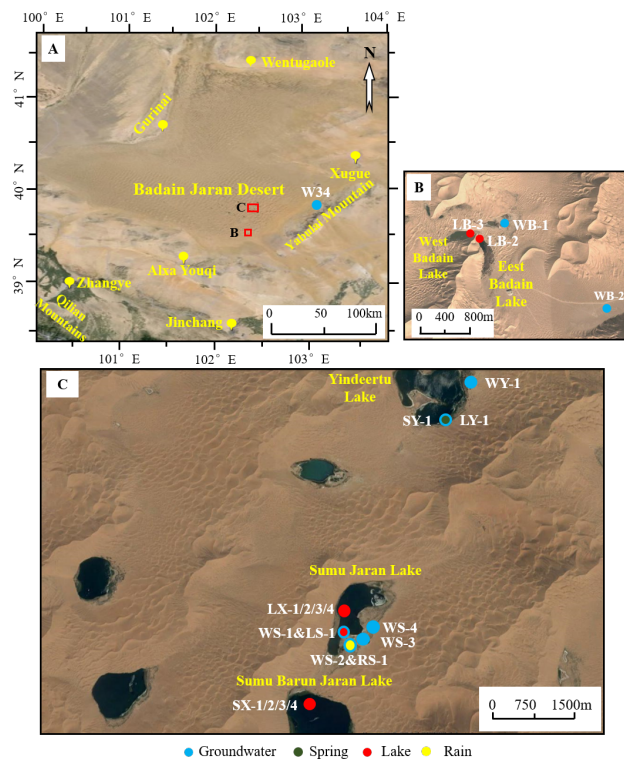 100° E 101° E 102° E 103° E 104° E
A
N
Wentugaole
41° N
Gurinai
40° N
Xugue
Badain Jaran Desert
W34
C
B
Yabulai Mountain
39° N
Alxa Youqi
Zhangye
Qilian
Mountains
Jinchang
0 50 100km
101° E 102° E 103° E
B
LB-3
WB-1
LB-2
West
Badain
Lake
Eest
Badain
Lake
WB-2
0 400 800m
C
Yindeertu
Lake
WY-1
SY-1
LY-1
Sumu Jaran Lake
LX-1/2/3/4
WS-4
WS-1&LS-1
WS-3
WS-2&RS-1
Sumu Barun Jaran Lake
SX-1/2/3/4
0 750 1500m
Groundwater Spring Lake Rain